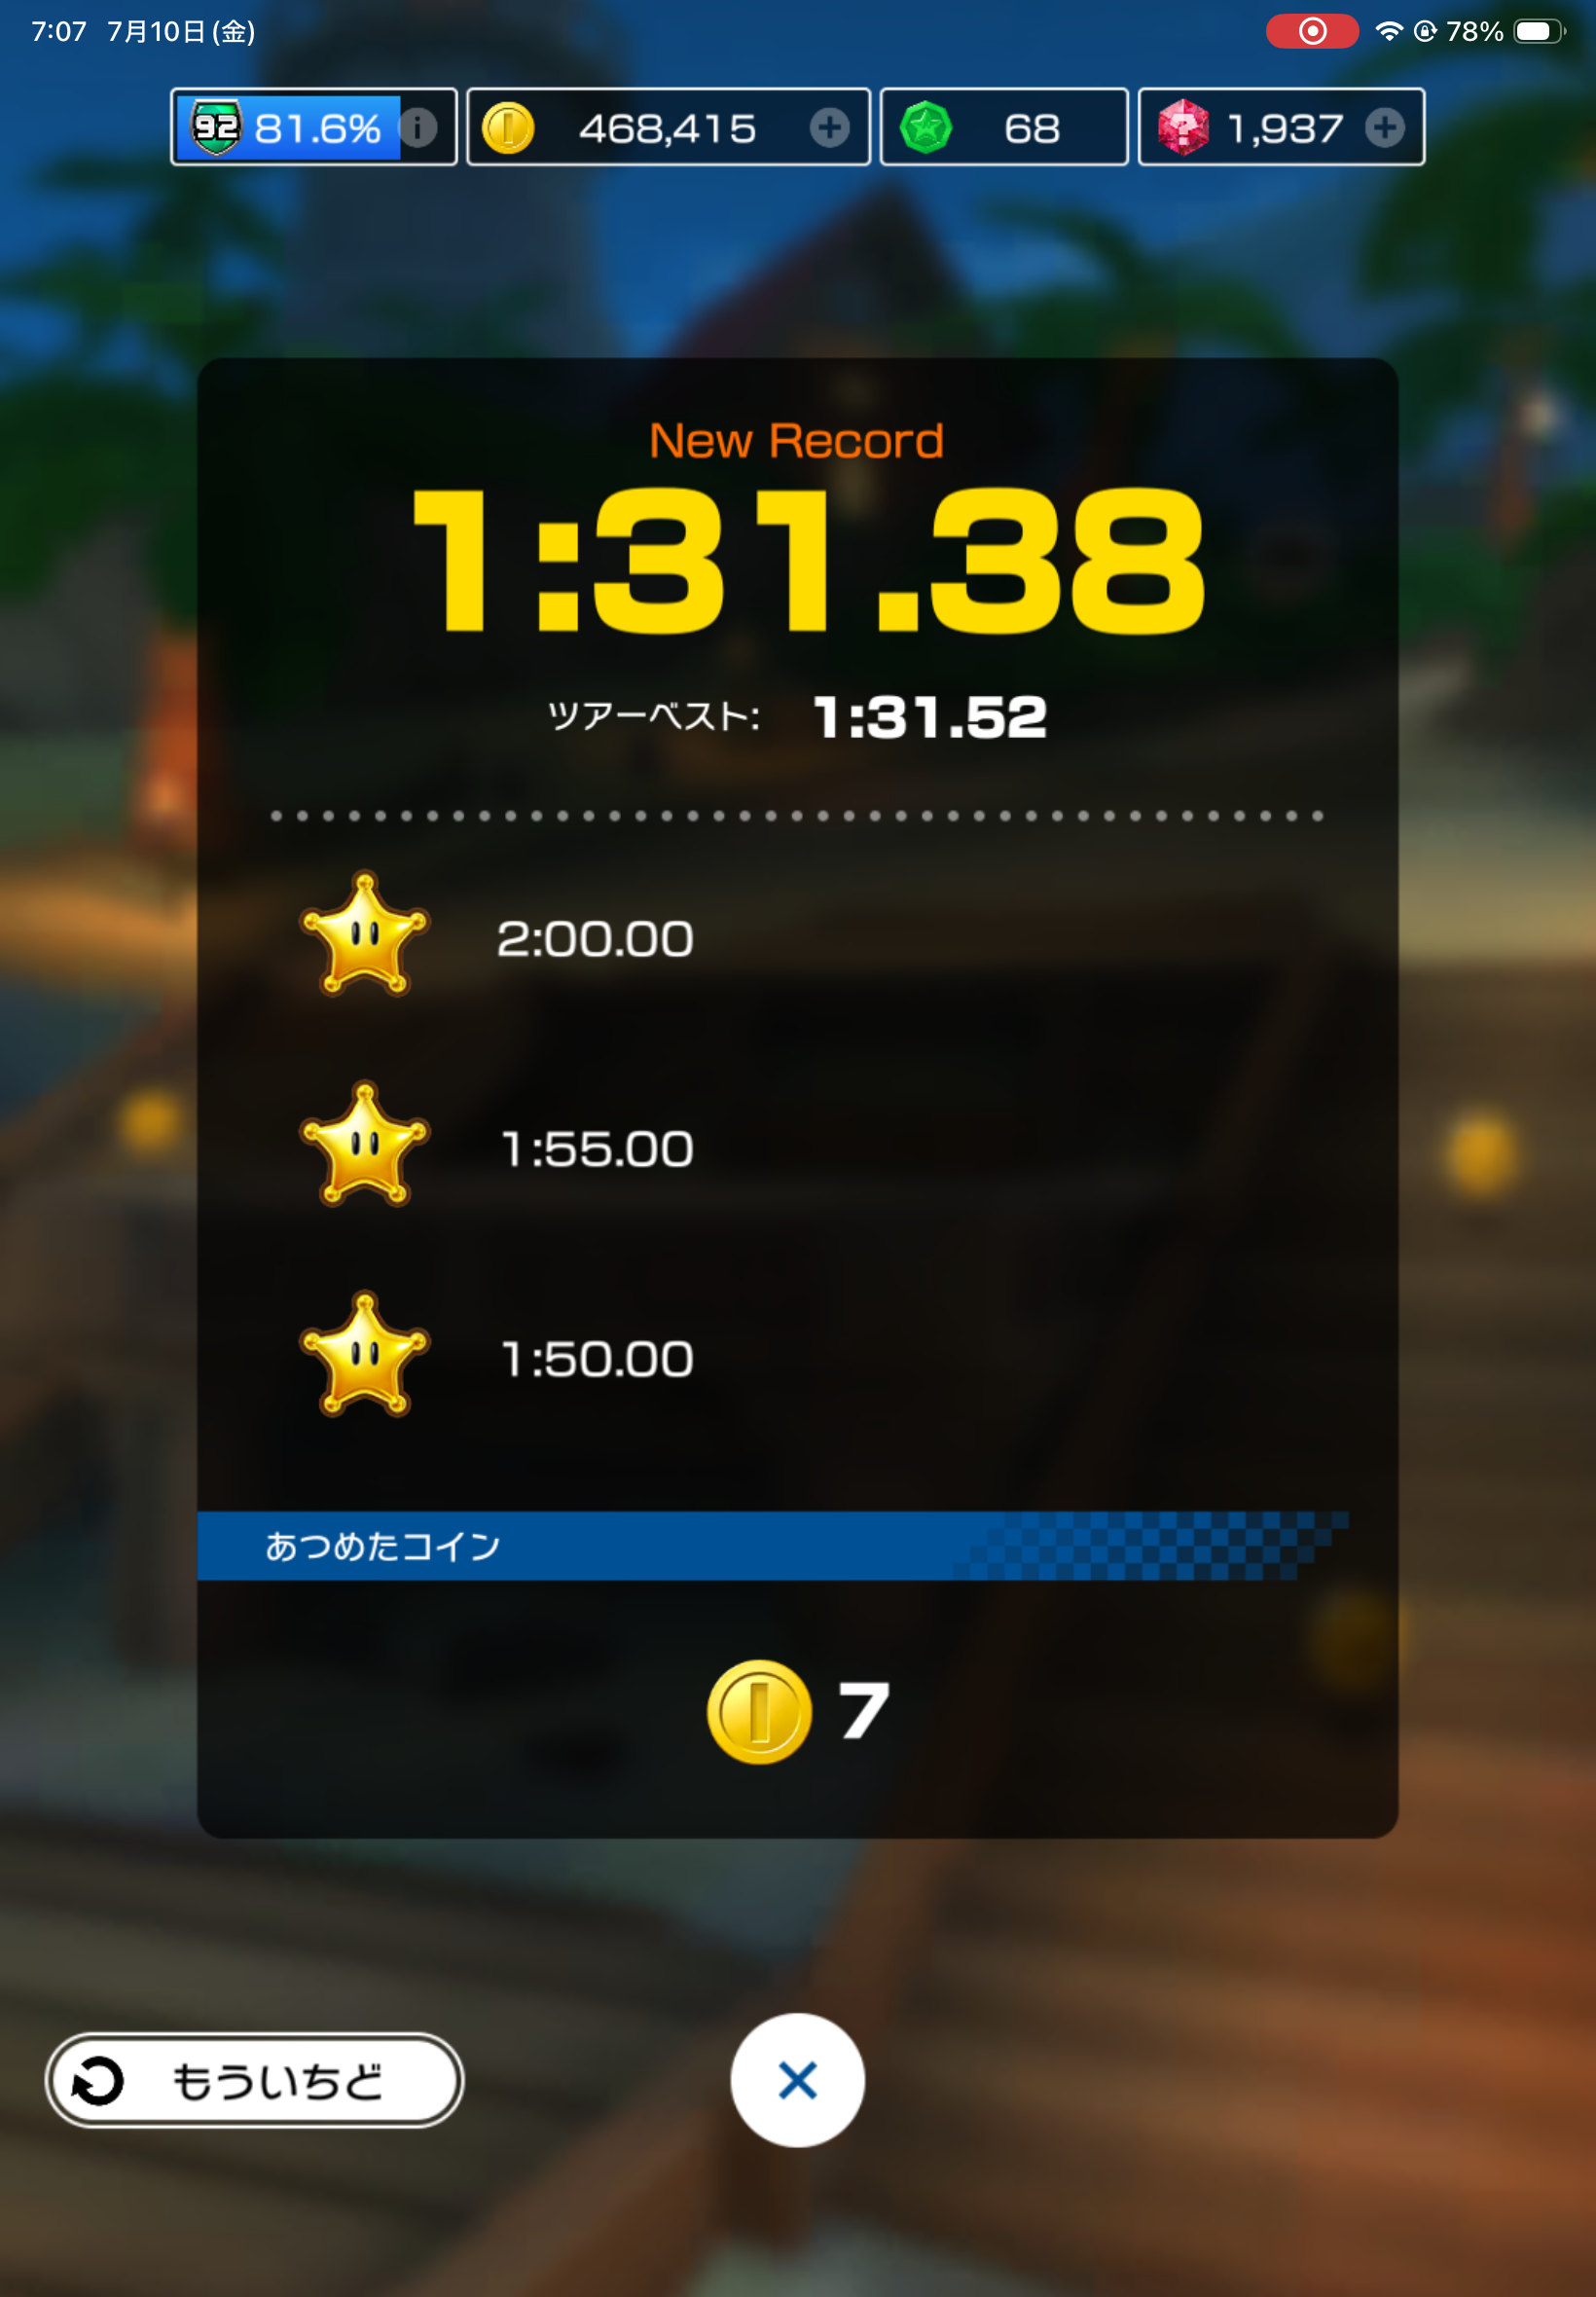 7:07 7月10日(金) 78%
92 81.6% i 468,415 + 68 ? 1,937 +
New Record
1:31.38
ツアーベスト: 1:31.52
2:00.00
1:55.00
1:50.00
あつめたコイン
7
もういちど ×